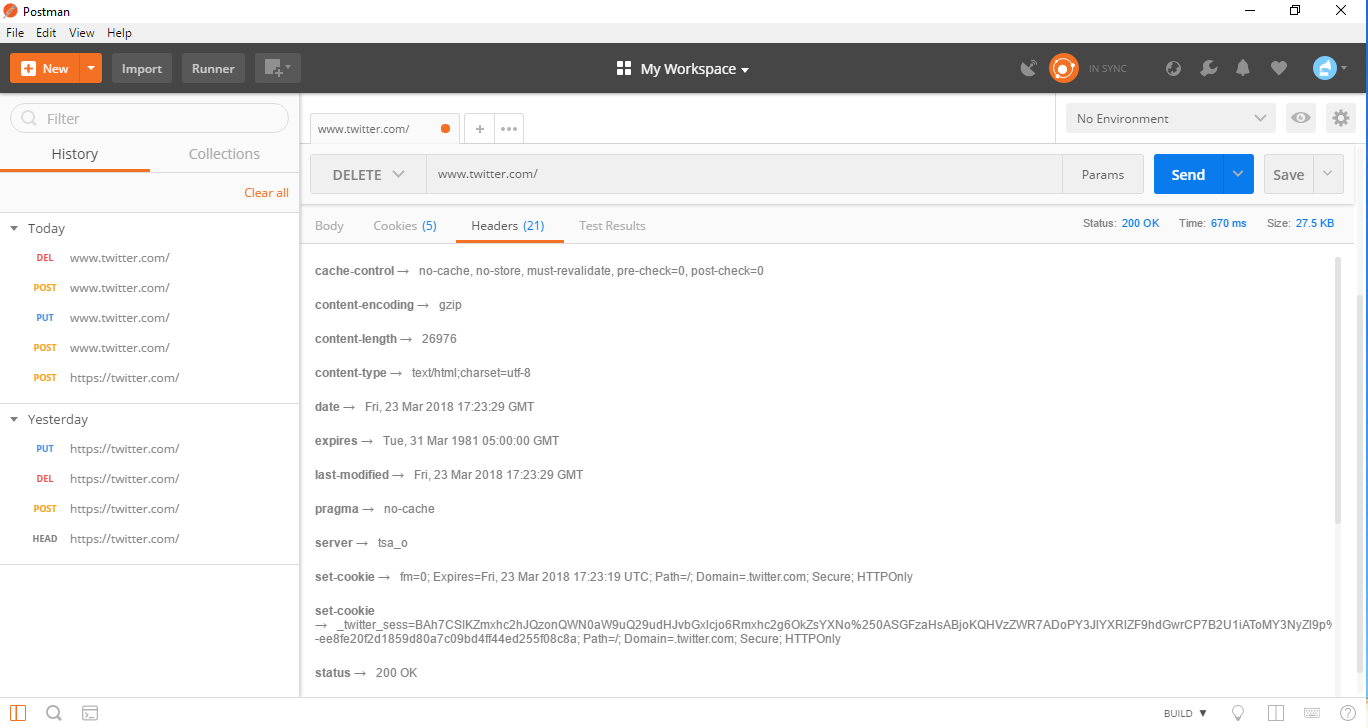 Postman
File Edit View Help
New Import Runner My Workspace IN SYNC
Filter
History Collections
Clear all
Today
DEL www.twitter.com/
POST www.twitter.com/
PUT www.twitter.com/
POST www.twitter.com/
POST https://twitter.com/
Yesterday
PUT https://twitter.com/
DEL https://twitter.com/
POST https://twitter.com/
HEAD https://twitter.com/
www.twitter.com/ + ••• No Environment
DELETE www.twitter.com/ Params Send Save
Body Cookies (5) Headers (21) Test Results Status: 200 OK Time: 670 ms Size: 27.5 KB
cache-control → no-cache, no-store, must-revalidate, pre-check=0, post-check=0
content-encoding → gzip
content-length → 26976
content-type → text/html;charset=utf-8
date → Fri, 23 Mar 2018 17:23:29 GMT
expires → Tue, 31 Mar 1981 05:00:00 GMT
last-modified → Fri, 23 Mar 2018 17:23:29 GMT
pragma → no-cache
server → tsa_o
set-cookie → fm=0; Expires=Fri, 23 Mar 2018 17:23:19 UTC; Path=/; Domain=.twitter.com; Secure; HTTPOnly
set-cookie
→ _twitter_sess=
-ee8fe20f2d1859d80a7c09bd4ff44ed255f08c8a; Path=/; Domain=.twitter.com; Secure; HTTPOnly
status → 200 OK
BUILD ▼